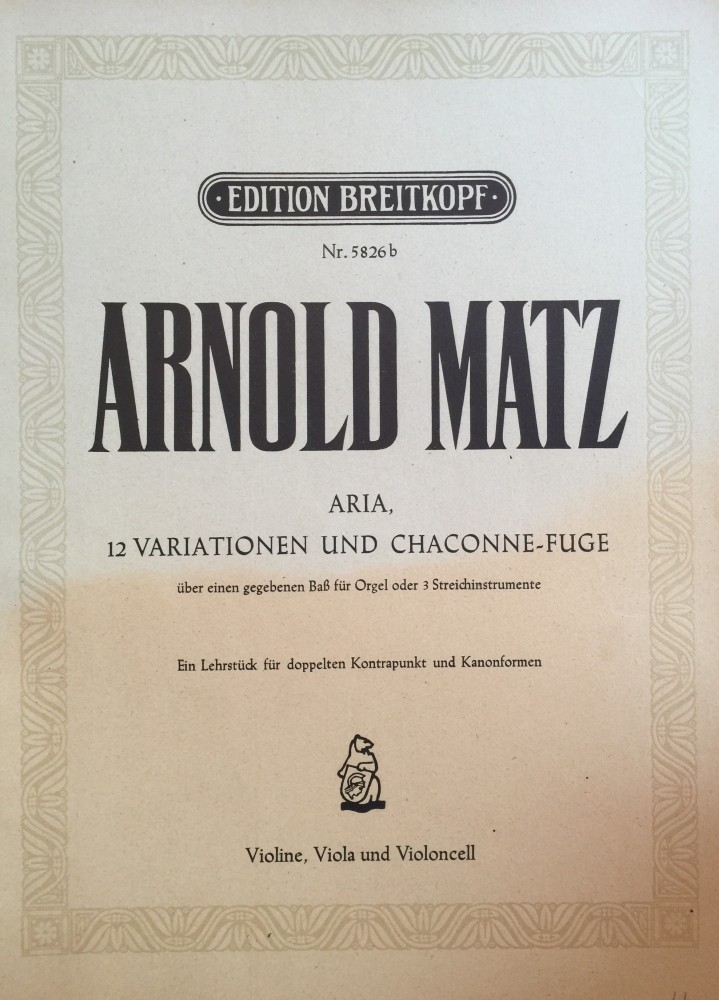 ·EDITION BREITKOPF·
Nr. 5826 b
ARNOLD MATZ
ARIA,
12 VARIATIONEN UND CHACONNE-FUGE
über einen gegebenen Baß für Orgel oder 3 Streichinstrumente
Ein Lehrstück für doppelten Kontrapunkt und Kanonformen
Violine, Viola und Violoncell